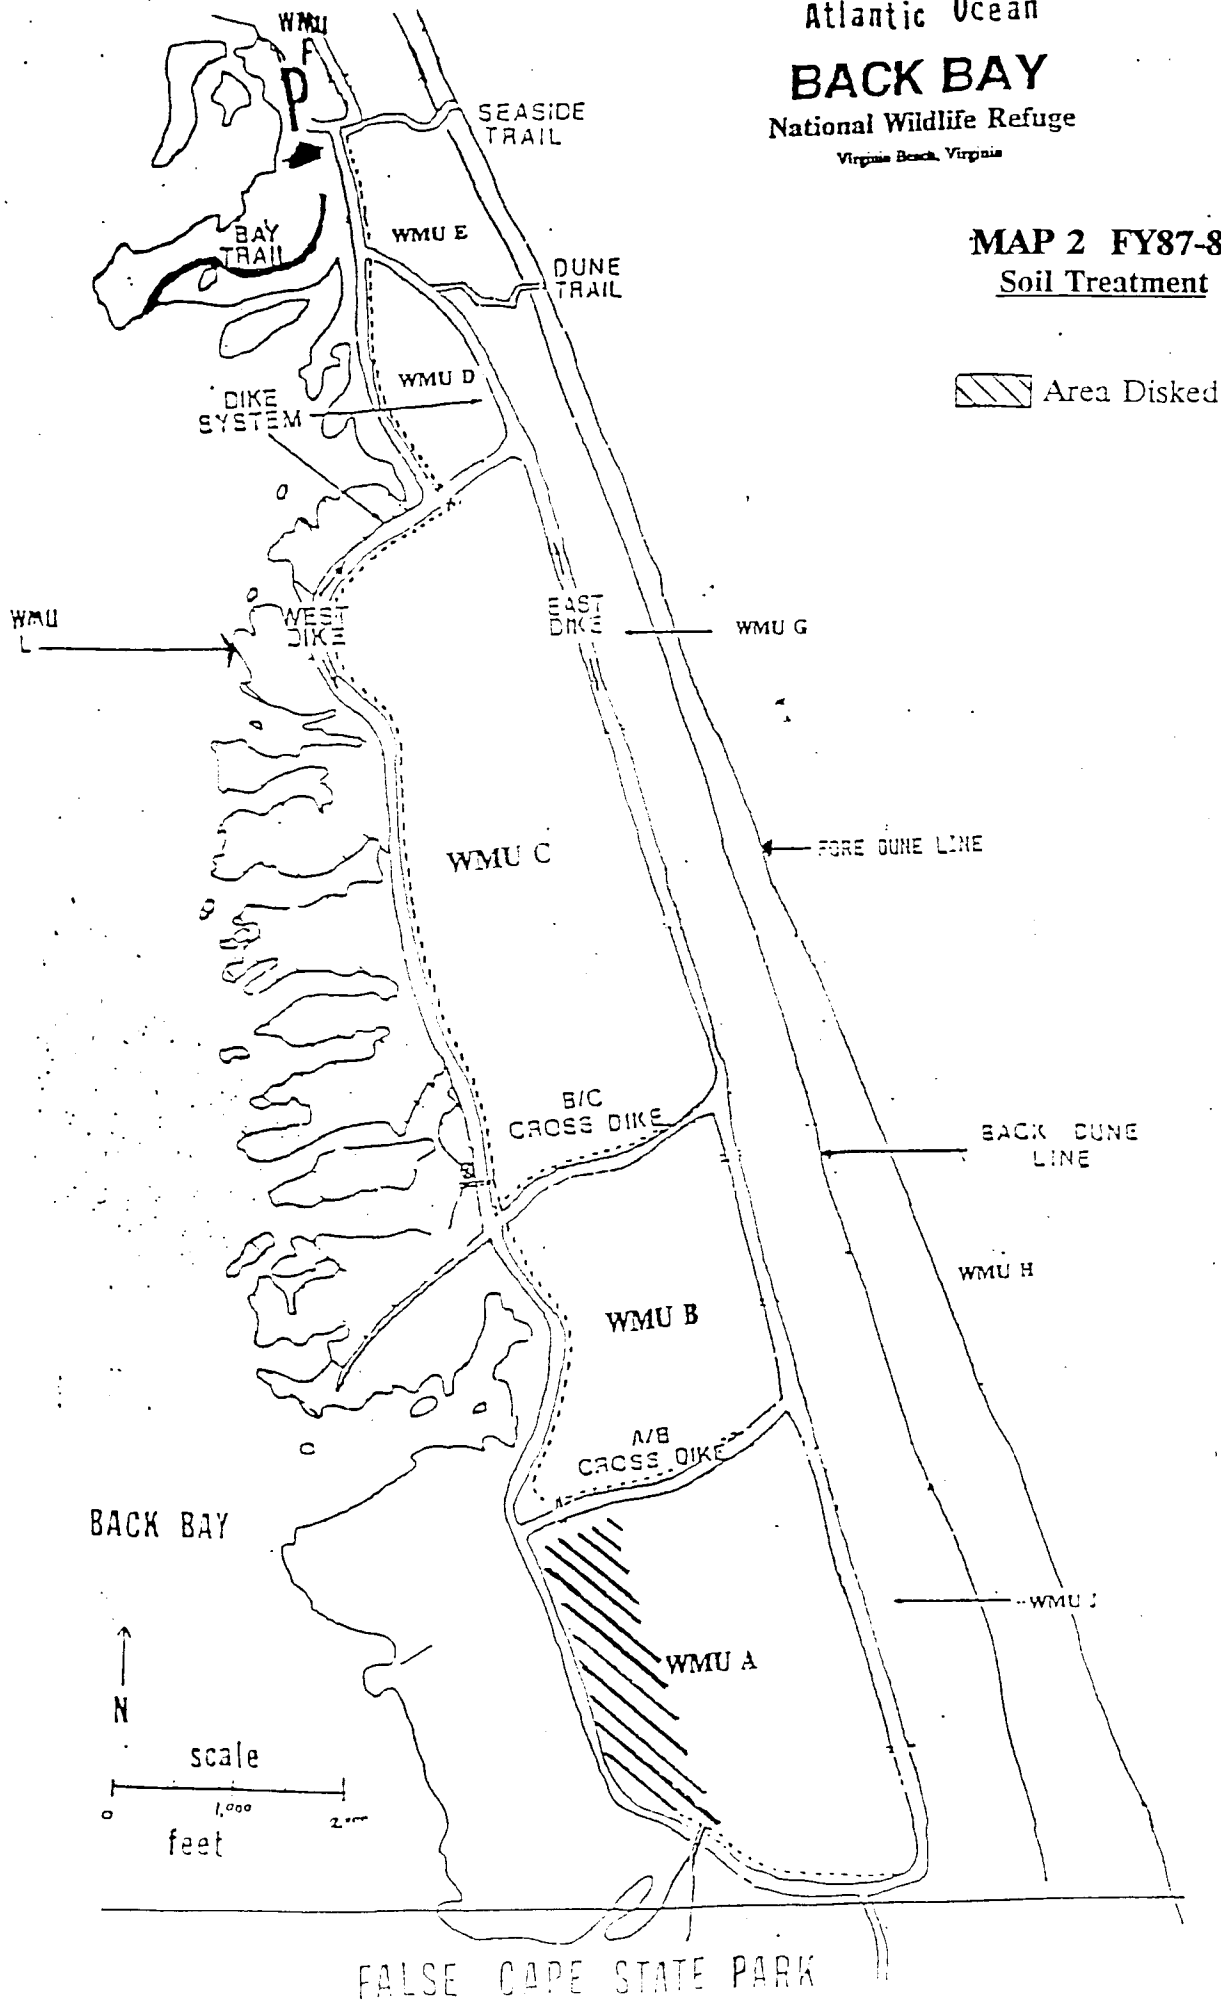 Atlantic Ocean
BACK BAY
National Wildlife Refuge
Virginia Beach, Virginia
MAP 2 FY87-8
Soil Treatment
Area Disked
WMU
F
P
SEASIDE
TRAIL
BAY
TRAIL
WMU E
DUNE
TRAIL
WMU D
DIKE
SYSTEM
WMU
L
WEST
DIKE
EAST
DIKE
WMU G
WMU C
FORE DUNE LINE
B/C
CROSS DIKE
BACK DUNE
LINE
WMU H
WMU B
A/B
CROSS DIKE
BACK BAY
WMU J
WMU A
N
scale
0
1,000
feet
FALSE CAPE STATE PARK